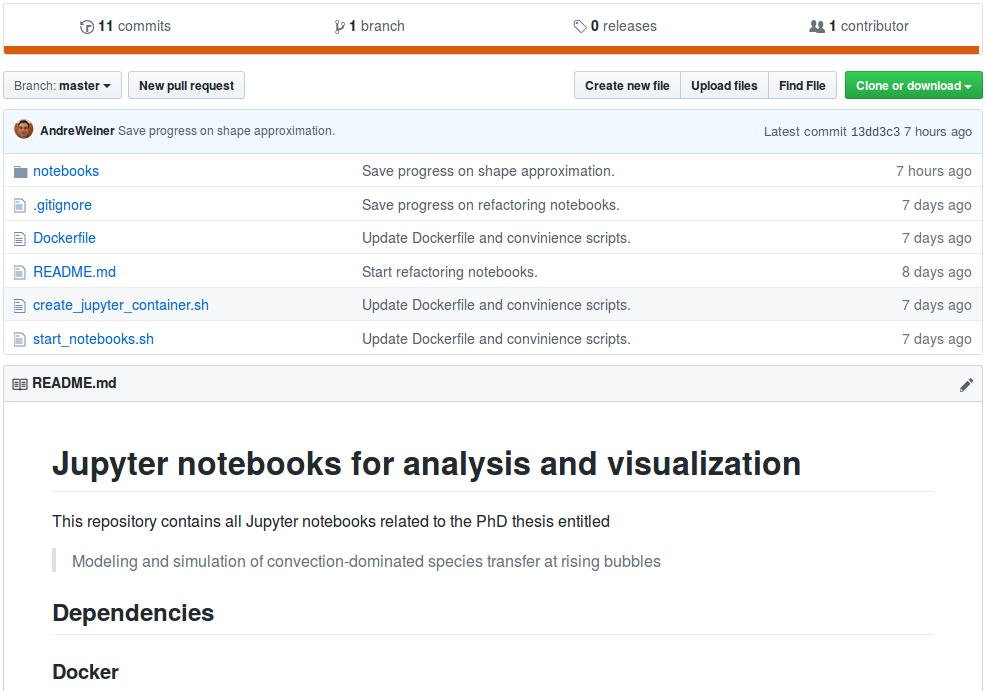 11 commits 1 branch 0 releases 1 contributor
Branch: master New pull request Create new file Upload files Find File Clone or download
AndreWeiner Save progress on shape approximation. Latest commit 13dd3c3 7 hours ago
notebooks Save progress on shape approximation. 7 hours ago
.gitignore Save progress on refactoring notebooks. 7 days ago
Dockerfile Update Dockerfile and convinience scripts. 7 days ago
README.md Start refactoring notebooks. 8 days ago
create_jupyter_container.sh Update Dockerfile and convinience scripts. 7 days ago
start_notebooks.sh Update Dockerfile and convinience scripts. 7 days ago
README.md
Jupyter notebooks for analysis and visualization
This repository contains all Jupyter notebooks related to the PhD thesis entitled
Modeling and simulation of convection-dominated species transfer at rising bubbles
Dependencies
Docker